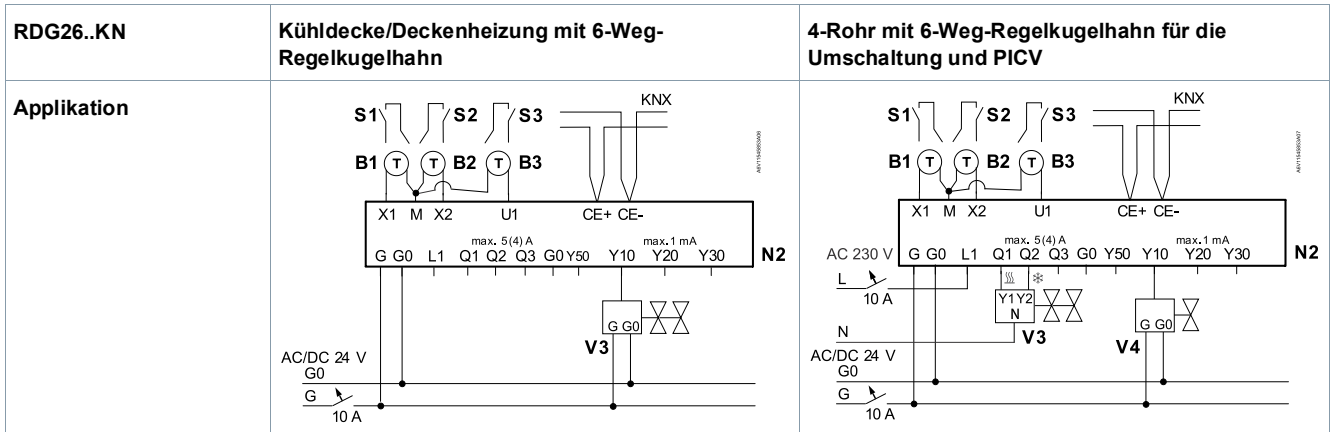 RDG26..KN
Kühldecke/Deckenheizung mit 6-Weg-
Regelkugelhahn
4-Rohr mit 6-Weg-Regelkugelhahn für die
Umschaltung und PICV
Applikation
KNX
S1 S2 S3
B1 T T B2 T B3
X1 M X2 U1 CE+ CE-
max. 5(4) A max. 1 mA
G G0 L1 Q1 Q2 Q3 G0 Y50 Y10 Y20 Y30 N2
G G0
V3
AC/DC 24 V
G0
G
10 A
KNX
S1 S2 S3
B1 T T B2 T B3
X1 M X2 U1 CE+ CE-
max. 5(4) A max. 1 mA
AC 230 V G G0 L1 Q1 Q2 Q3 G0 Y50 Y10 Y20 Y30 N2
L
10 A
Y1 Y2
N
G G0
N
V3 V4
AC/DC 24 V
G0
G
10 A